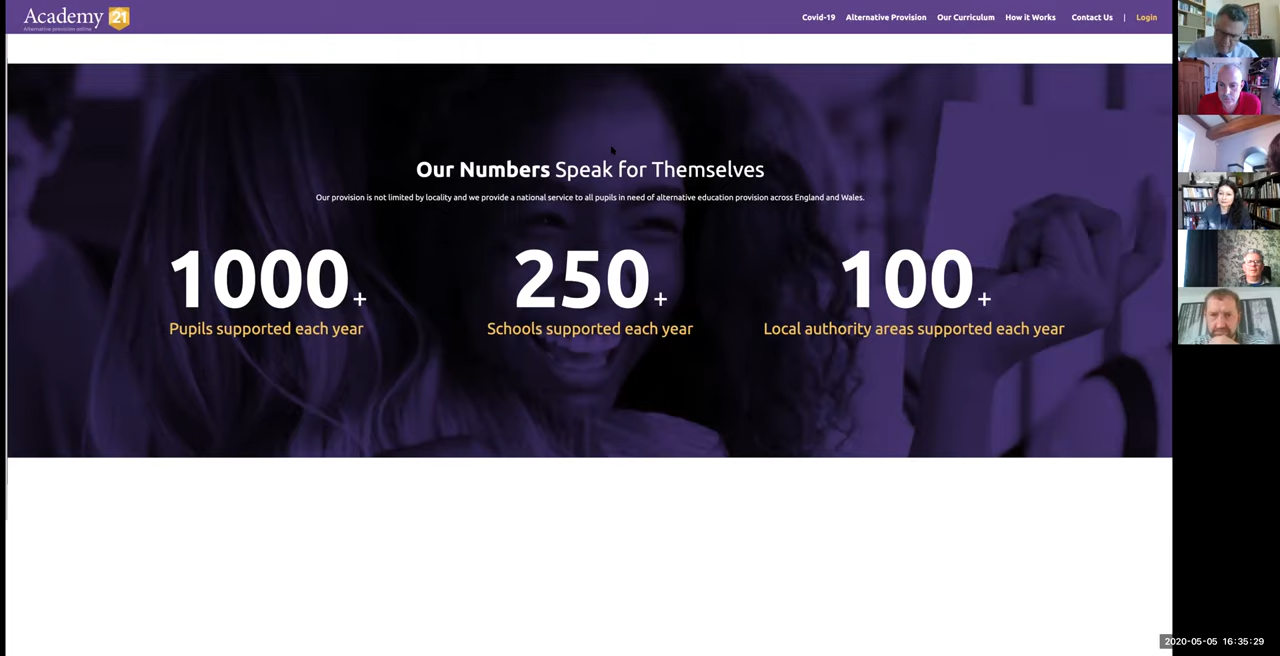 Academy 21
Alternative provision online
Covid-19 Alternative Provision Our Curriculum How it Works Contact Us | Login
Our Numbers Speak for Themselves
Our provision is not limited by locality and we provide a national service to all pupils in need of alternative education provision across England and Wales.
1000+ 250+ 100+
Pupils supported each year Schools supported each year Local authority areas supported each year
2020-05-05 16:35:29